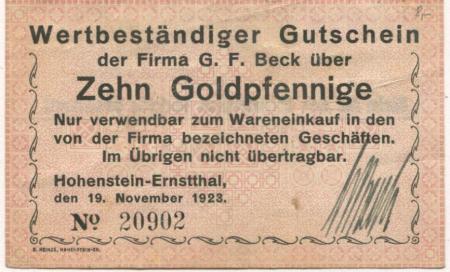 Wertbeständiger Gutschein
der Firma G. F. Beck über
Zehn Goldpfennige
Nur verwendbar zum Wareneinkauf in den
von der Firma bezeichneten Geschäften.
Im Übrigen nicht übertragbar.
Hohenstein-Ernstthal,
den 19. November 1923.
№ 20902